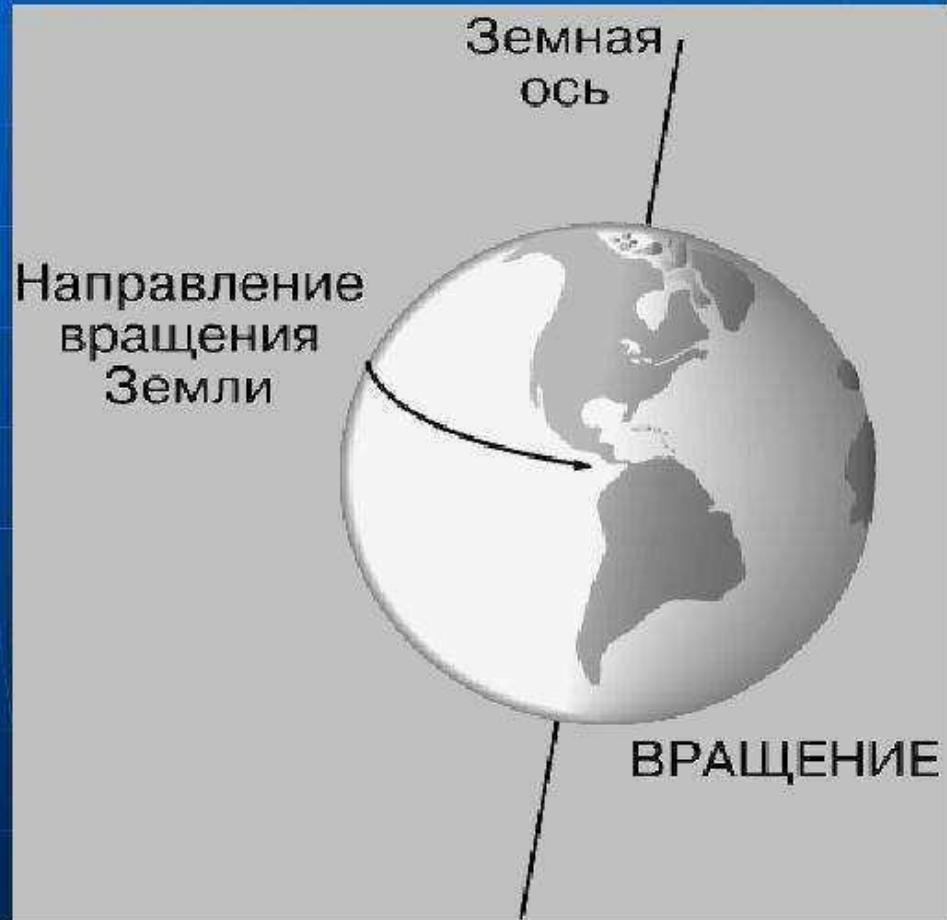 Земная
ось
Направление
вращения
Земли
ВРАЩЕНИЕ